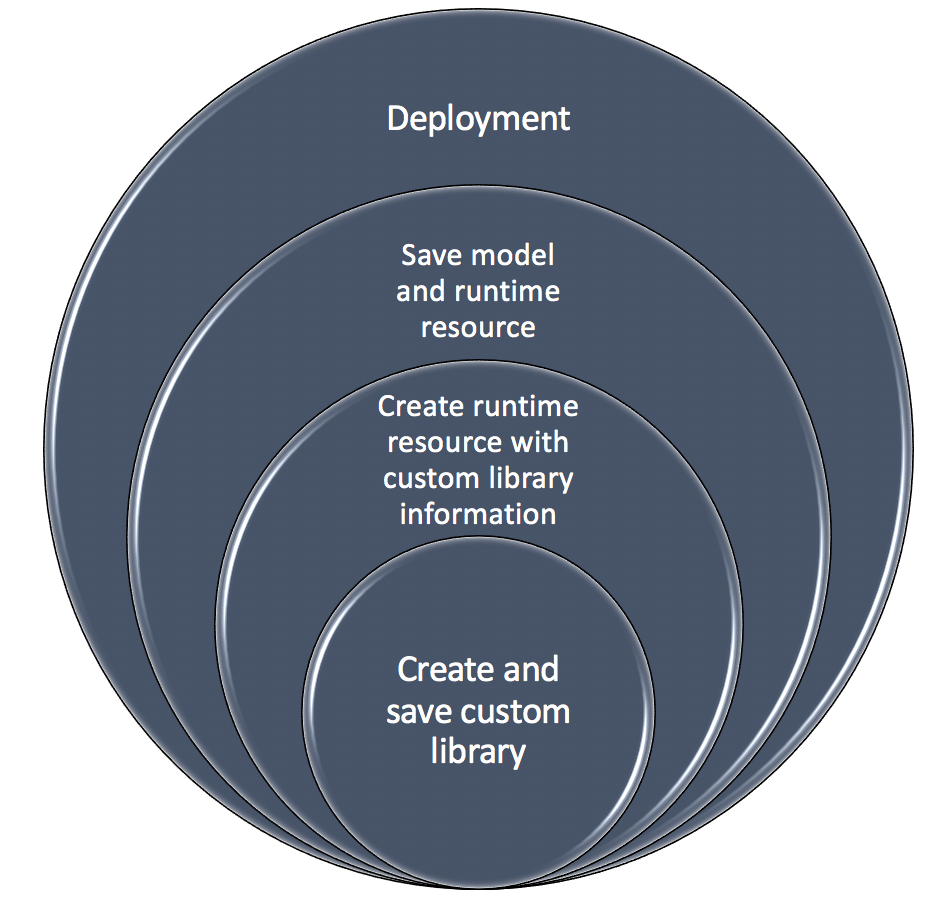 Deployment
Save model
and runtime
resource
Create runtime
resource with
custom library
information
Create and
save custom
library